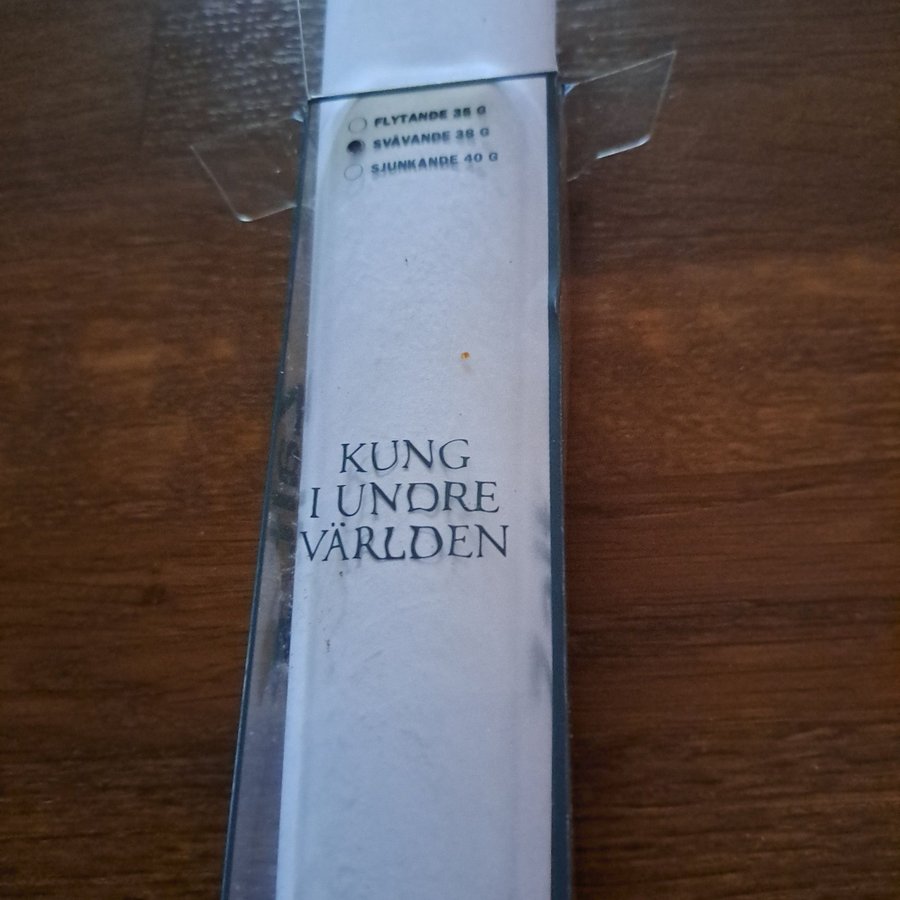 FLYTANDE 35 G
SVÄVANDE 38 G
SJUNKANDE 40 G
KUNG
I UNDRE
VÄRLDEN